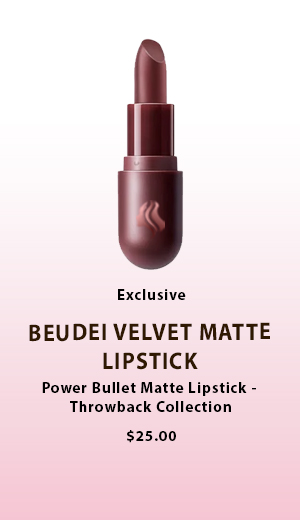 Exclusive
BEUDEI VELVET MATTE
LIPSTICK
Power Bullet Matte Lipstick -
Throwback Collection
$25.00